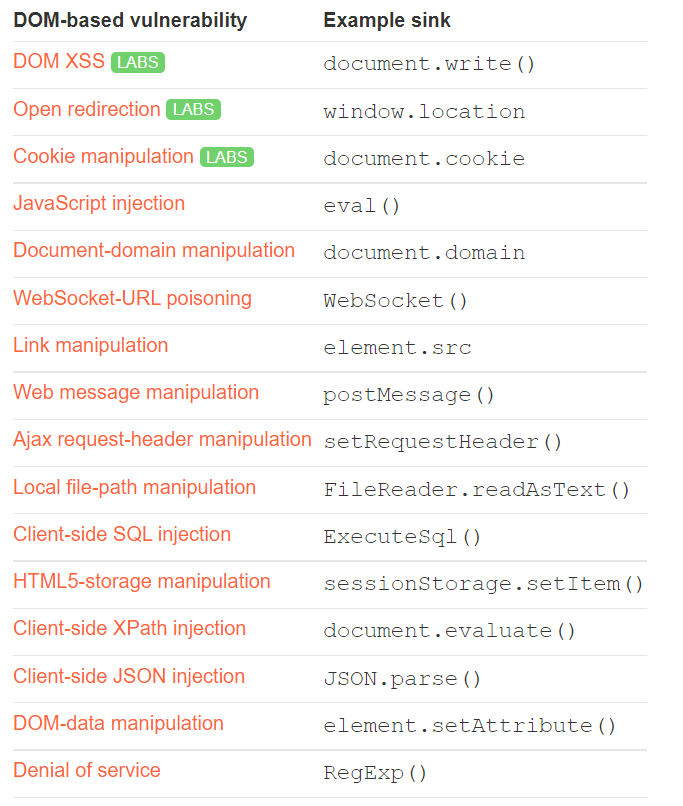 DOM-based vulnerability Example sink
DOM XSS LABS document.write()
Open redirection LABS window.location
Cookie manipulation LABS document.cookie
JavaScript injection eval()
Document-domain manipulation document.domain
WebSocket-URL poisoning WebSocket()
Link manipulation element.src
Web message manipulation postMessage()
Ajax request-header manipulation setRequestHeader()
Local file-path manipulation FileReader.readAsText()
Client-side SQL injection ExecuteSql()
HTML5-storage manipulation sessionStorage.setItem()
Client-side XPath injection document.evaluate()
Client-side JSON injection JSON.parse()
DOM-data manipulation element.setAttribute()
Denial of service RegExp()